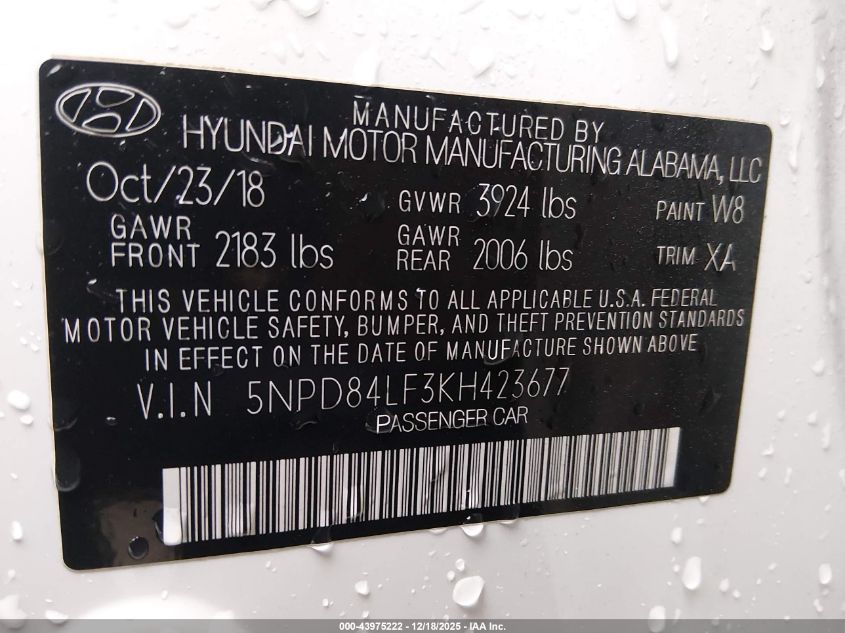 MANUFACTURED BY
HYUNDAI MOTOR MANUFACTURING ALABAMA, LLC
Oct/23/18 GVWR 3924 lbs PAINT W8
GAWR FRONT 2183 lbs GAWR REAR 2006 lbs TRIM XA
THIS VEHICLE CONFORMS TO ALL APPLICABLE U.S.A. FEDERAL
MOTOR VEHICLE SAFETY, BUMPER, AND THEFT PREVENTION STANDARDS
IN EFFECT ON THE DATE OF MANUFACTURE SHOWN ABOVE
V.I.N 5NPD84LF3KH423677
PASSENGER CAR
000-43975222 - 12/18/2025 - IAA Inc.